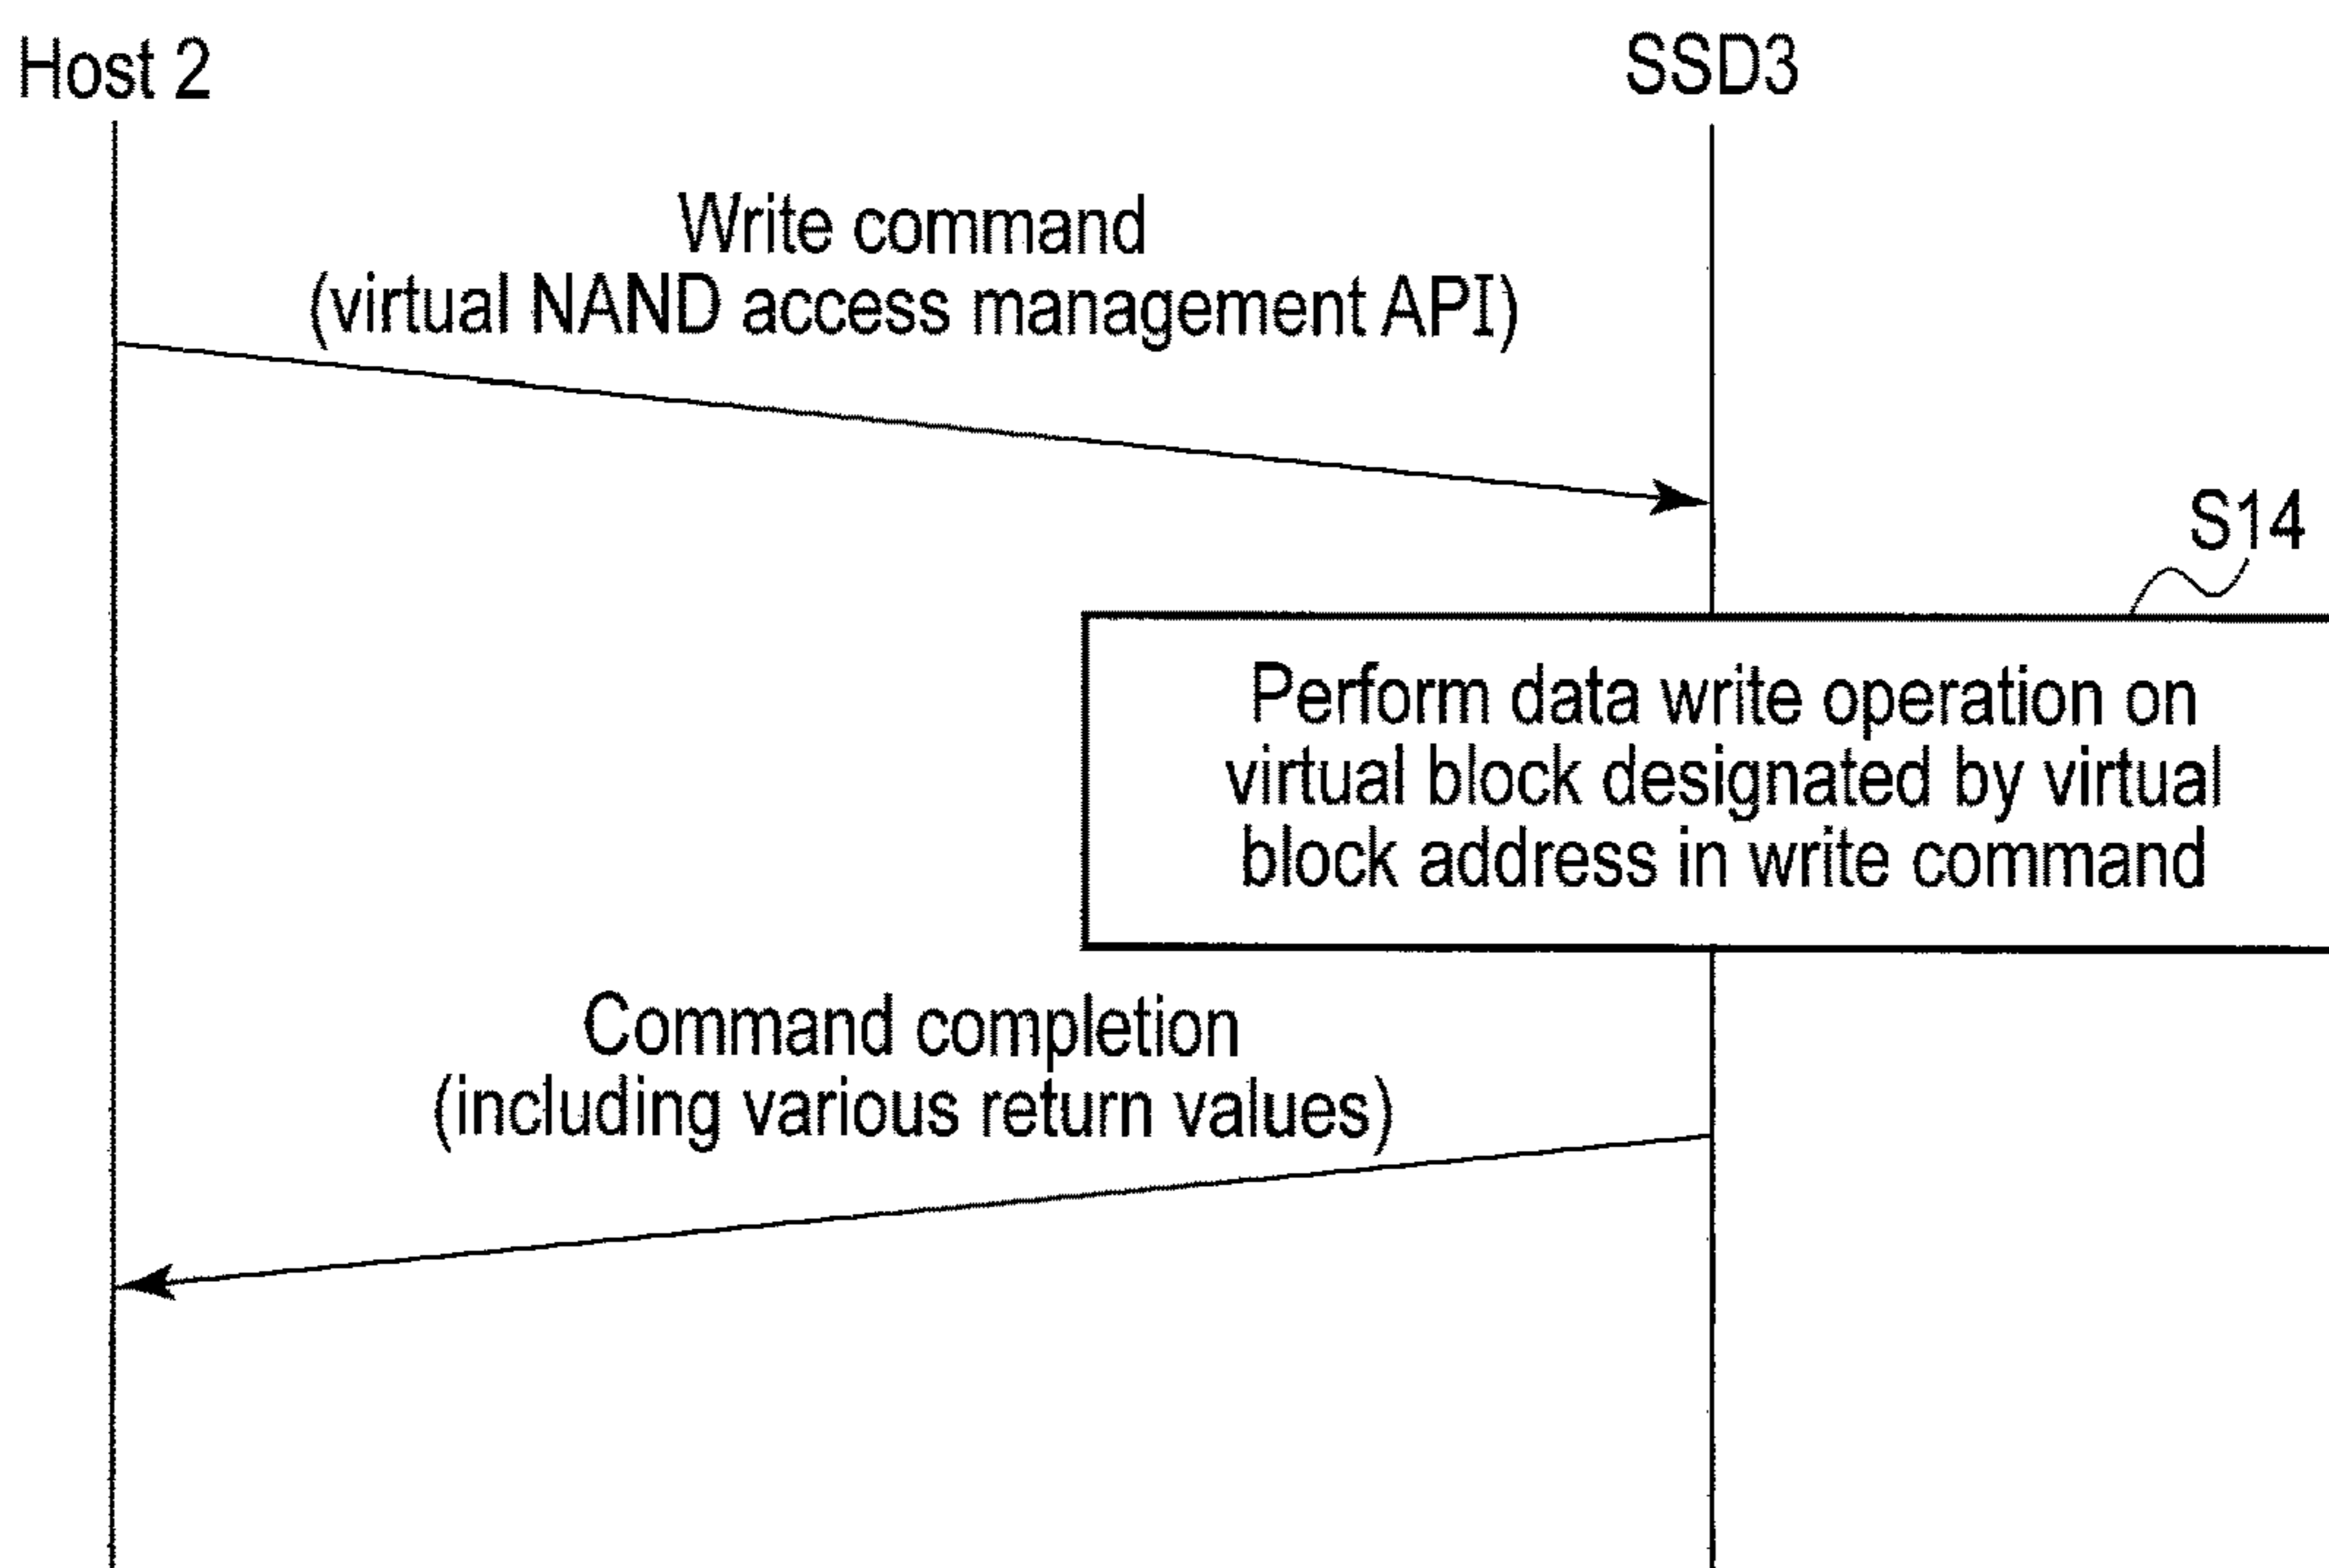 Host 2
SSD3
Write command
(virtual NAND access management API)
S14
Perform data write operation on
virtual block designated by virtual
block address in write command
Command completion
(including various return values)